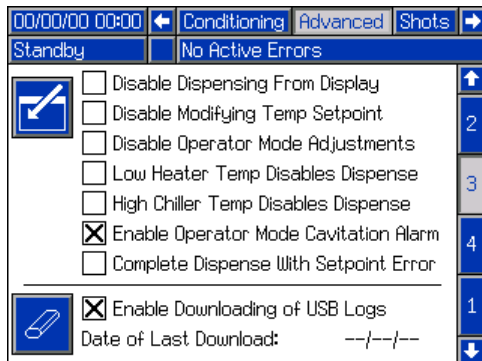 00/00/00 00:00 Conditioning Advanced Shots
Standby No Active Errors
Disable Dispensing From Display
Disable Modifying Temp Setpoint
2
Disable Operator Mode Adjustments
Low Heater Temp Disables Dispense
3
High Chiller Temp Disables Dispense
Enable Operator Mode Cavitation Alarm
4
Complete Dispense With Setpoint Error
Enable Downloading of USB Logs
1
Date of Last Download: --/--/--